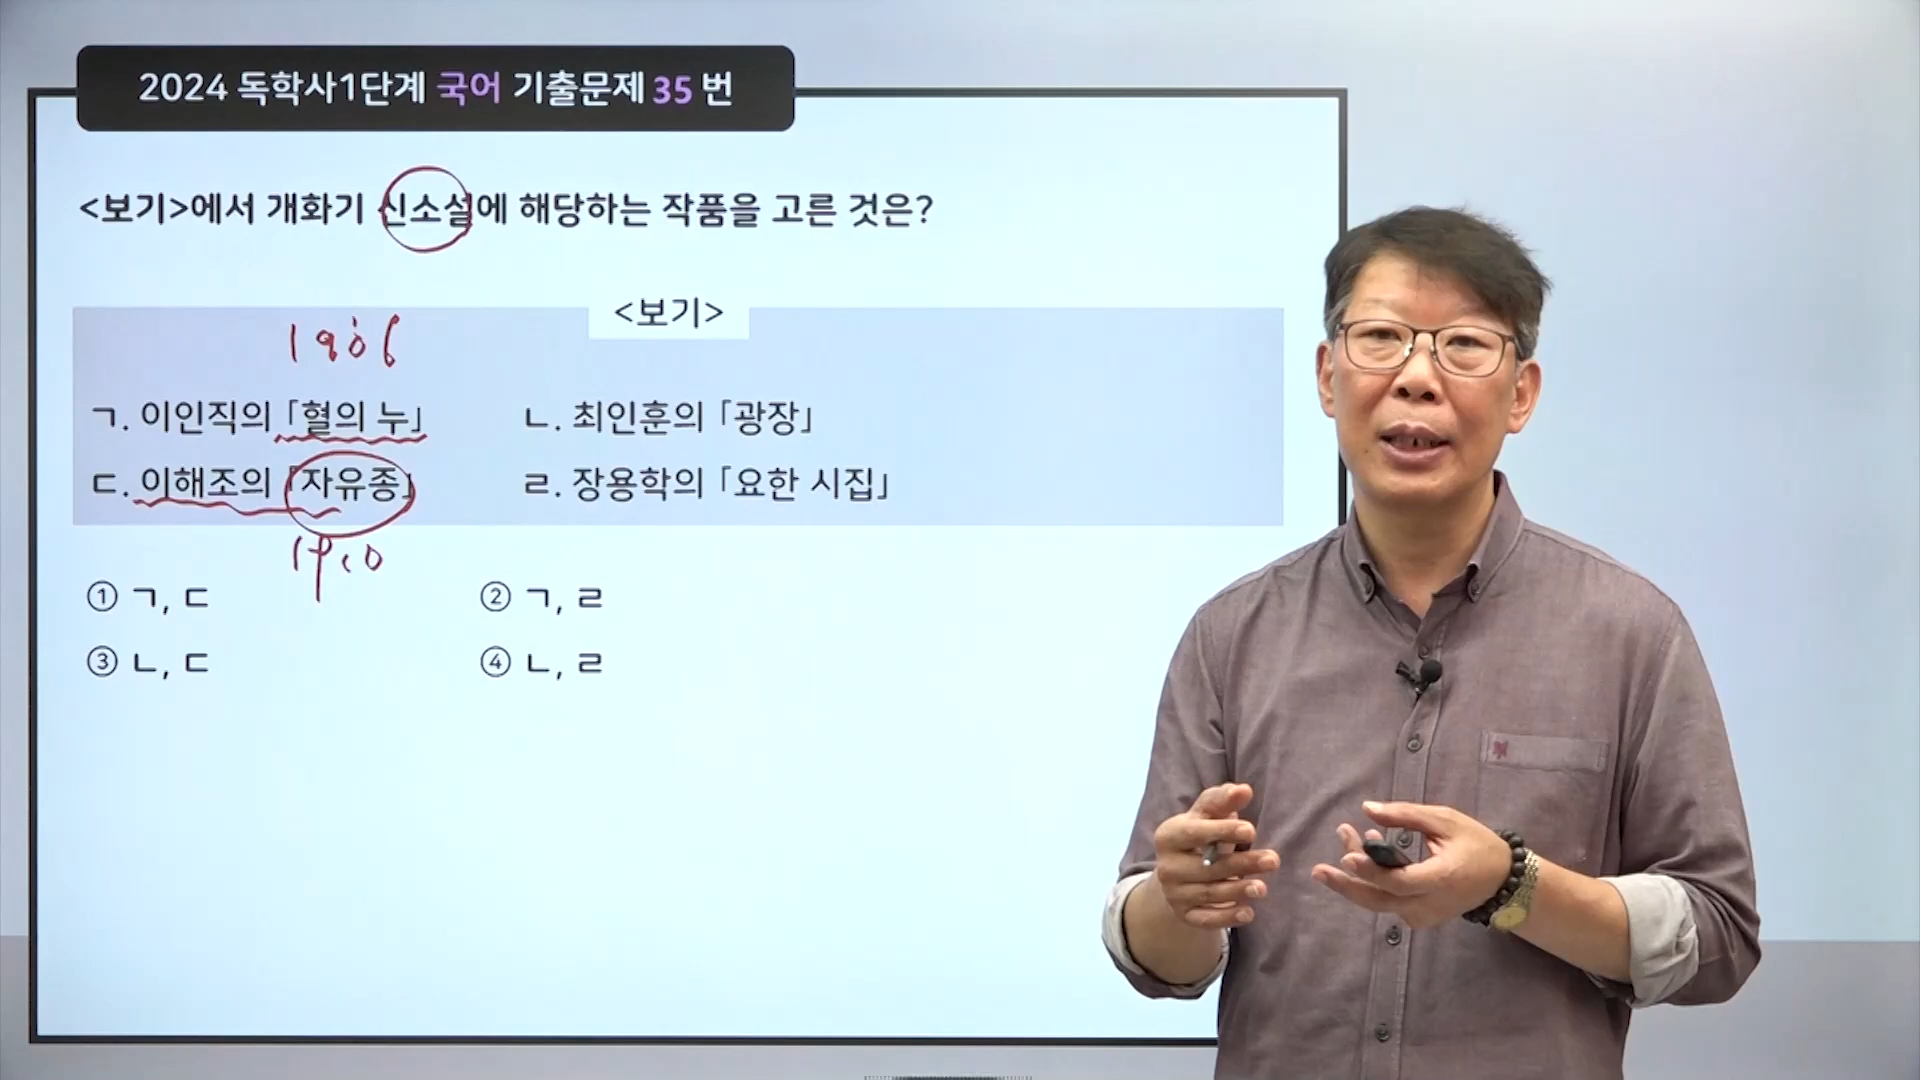 2024 독학사1단계 국어 기출문제 35 번
<보기>에서 개화기 신소설에 해당하는 작품을 고른 것은?
<보기>
1906
ㄱ. 이인직의 「혈의 누」 ㄴ. 최인훈의 「광장」
ㄷ. 이해조의 「자유종」 ㄹ. 장용학의 「요한 시집」
1910
① ㄱ, ㄷ ② ㄱ, ㄹ
③ ㄴ, ㄷ ④ ㄴ, ㄹ